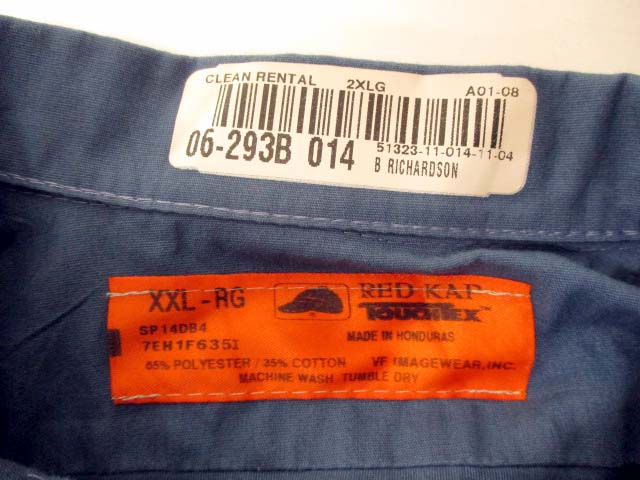 CLEAN RENTAL 2XLG A01-08
51323-11-014-11-04
06-293B 014
B RICHARDSON
XXL-RG RED KAP
TOUCHTEX
SP14DB4 MADE IN HONDURAS
7EH1F635I
65% POLYESTER / 35% COTTON VF IMAGEWEAR, INC.
MACHINE WASH TUMBLE DRY